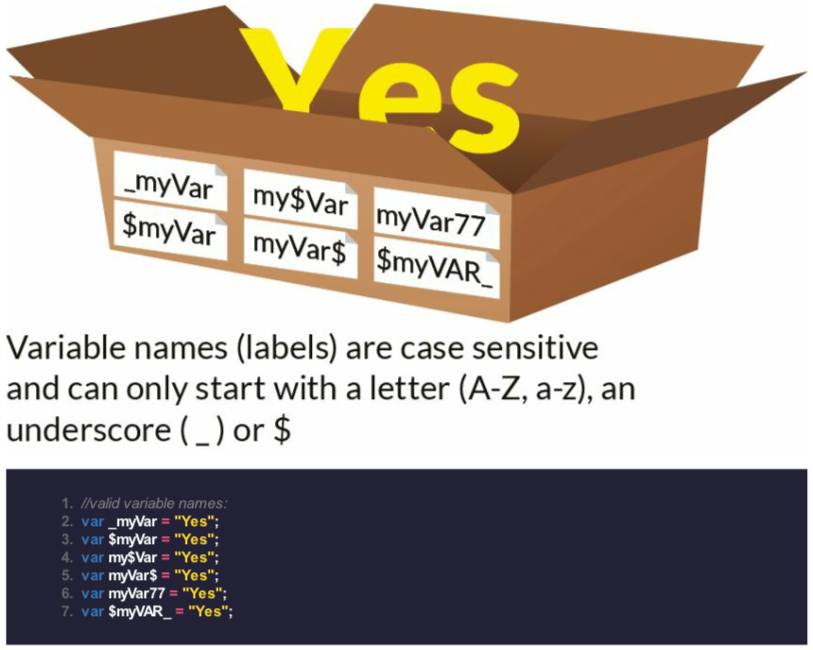 Yes
_myVar my$Var myVar77
$myVar myVar$ $myVAR_
Variable names (labels) are case sensitive
and can only start with a letter (A-Z, a-z), an
underscore ( _ ) or $
1. //valid variable names:
2. var _myVar = "Yes";
3. var $myVar = "Yes";
4. var my$Var = "Yes";
5. var myVar$ = "Yes";
6. var myVar77 = "Yes";
7. var $myVAR_ = "Yes";